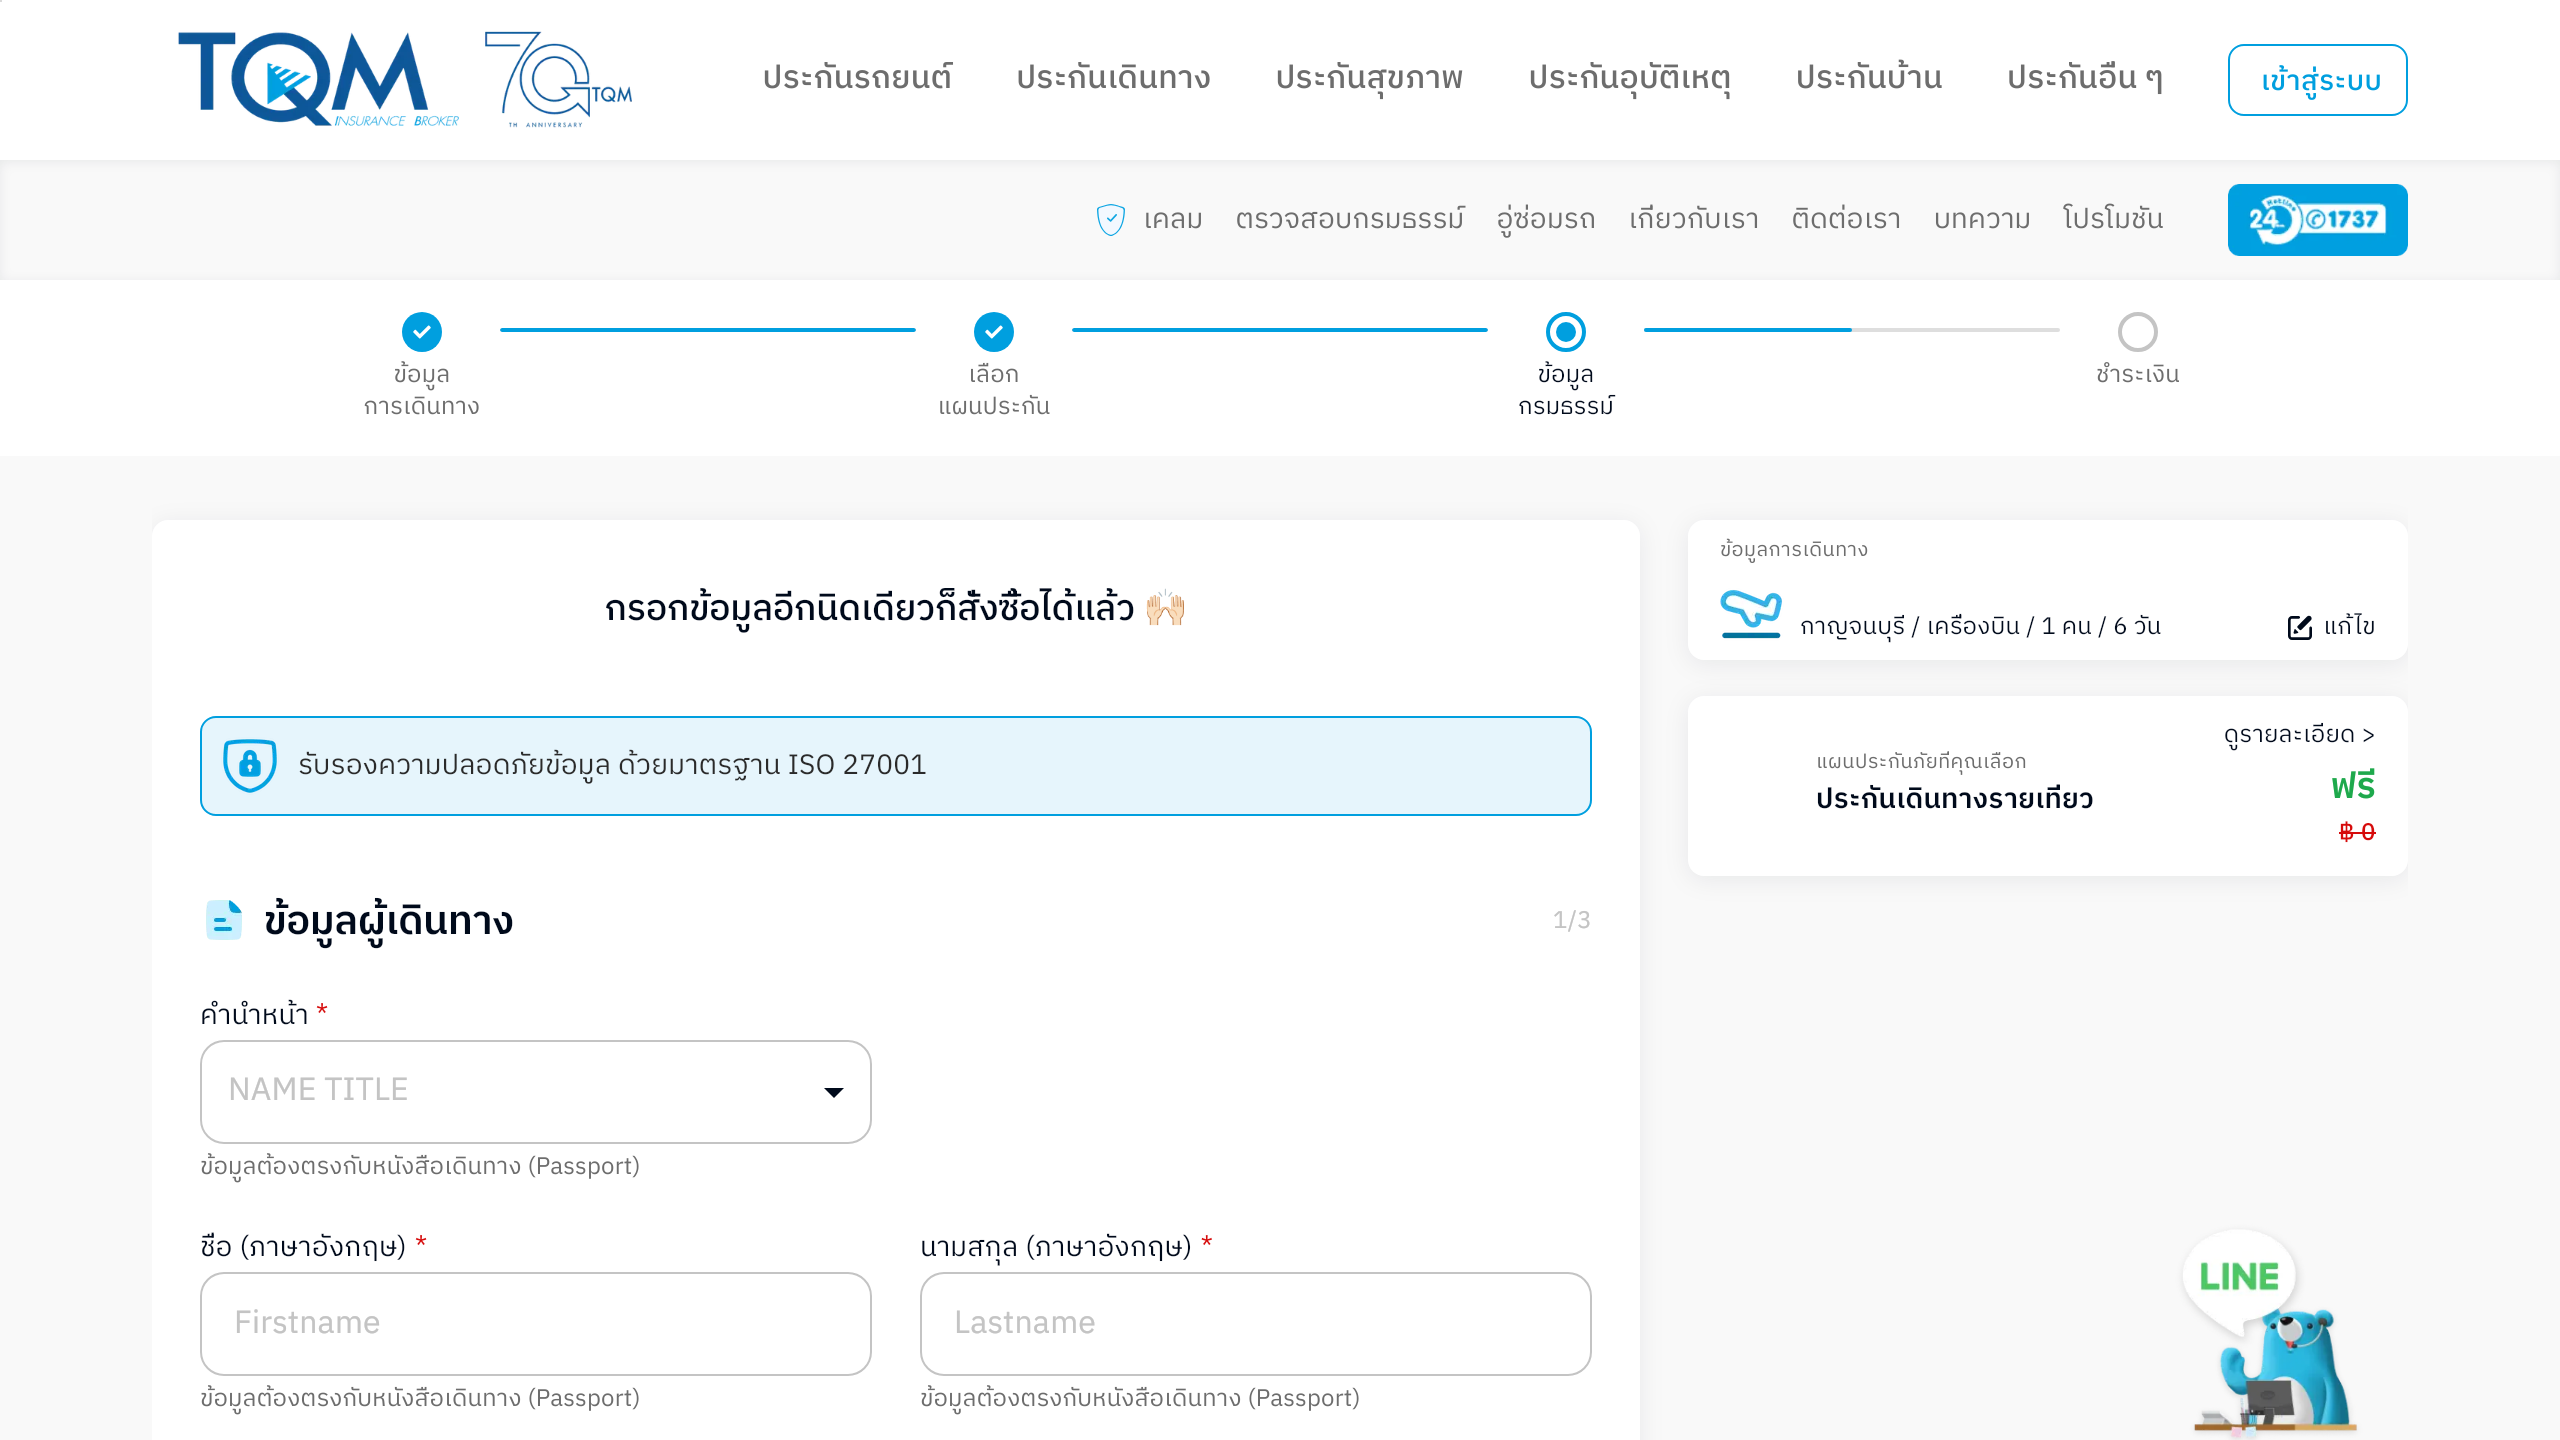 TQM INSURANCE BROKER
70 TQM
TH ANNIVERSARY
ประกันรถยนต์ ประกันเดินทาง ประกันสุขภาพ ประกันอุบัติเหตุ ประกันบ้าน ประกันอื่น ๆ เข้าสู่ระบบ
เคลม ตรวจสอบกรมธรรม์ อู่ซ่อมรถ เกี่ยวกับเรา ติดต่อเรา บทความ โปรโมชัน Hotline 24 1737
ข้อมูล
การเดินทาง
เลือก
แผนประกัน
ข้อมูล
กรมธรรม์
ชำระเงิน
กรอกข้อมูลอีกนิดเดียวก็สั่งซื้อได้แล้ว 🙌🏻
รับรองความปลอดภัยข้อมูล ด้วยมาตรฐาน ISO 27001
ข้อมูลผู้เดินทาง 1/3
คำนำหน้า *
NAME TITLE
ข้อมูลต้องตรงกับหนังสือเดินทาง (Passport)
ชื่อ (ภาษาอังกฤษ) * นามสกุล (ภาษาอังกฤษ) *
Firstname Lastname
ข้อมูลต้องตรงกับหนังสือเดินทาง (Passport) ข้อมูลต้องตรงกับหนังสือเดินทาง (Passport)
ข้อมูลการเดินทาง
กาญจนบุรี / เครื่องบิน / 1 คน / 6 วัน แก้ไข
ดูรายละเอียด >
แผนประกันภัยที่คุณเลือก
ประกันเดินทางรายเที่ยว
ฟรี
฿ 0
LINE